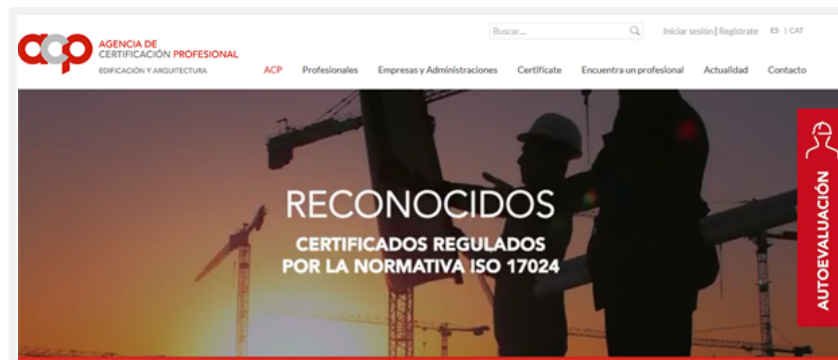 Buscar...
Iniciar sesión | Regístrate
ES | CAT
acp
AGENCIA DE
CERTIFICACIÓN PROFESIONAL
EDIFICACIÓN Y ARQUITECTURA
ACP
Profesionales
Empresas y Administraciones
Certifícate
Encuentra un profesional
Actualidad
Contacto
RECONOCIDOS
CERTIFICADOS REGULADOS
POR LA NORMATIVA ISO 17024
AUTOEVALUACIÓN